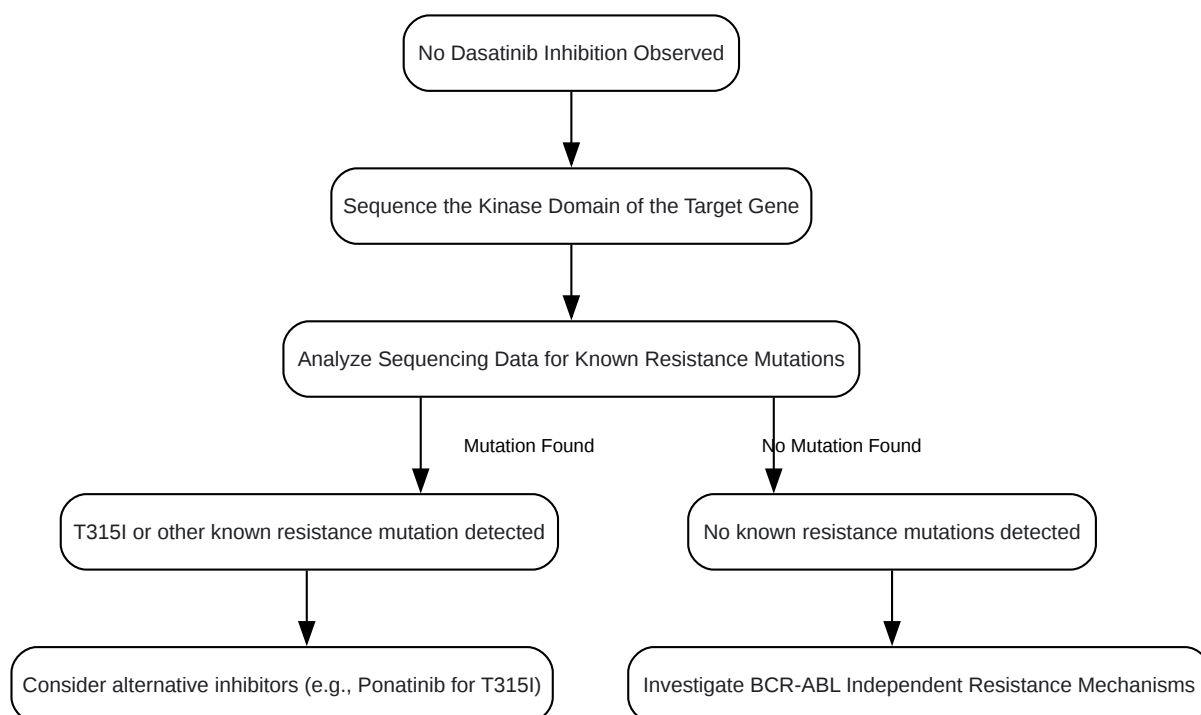 No Dasatinib Inhibition Observed
Sequence the Kinase Domain of the Target Gene
Analyze Sequencing Data for Known Resistance Mutations
Mutation Found
No Mutation Found
T315I or other known resistance mutation detected
No known resistance mutations detected
Consider alternative inhibitors (e.g., Ponatinib for T315I)
Investigate BCR-ABL Independent Resistance Mechanisms